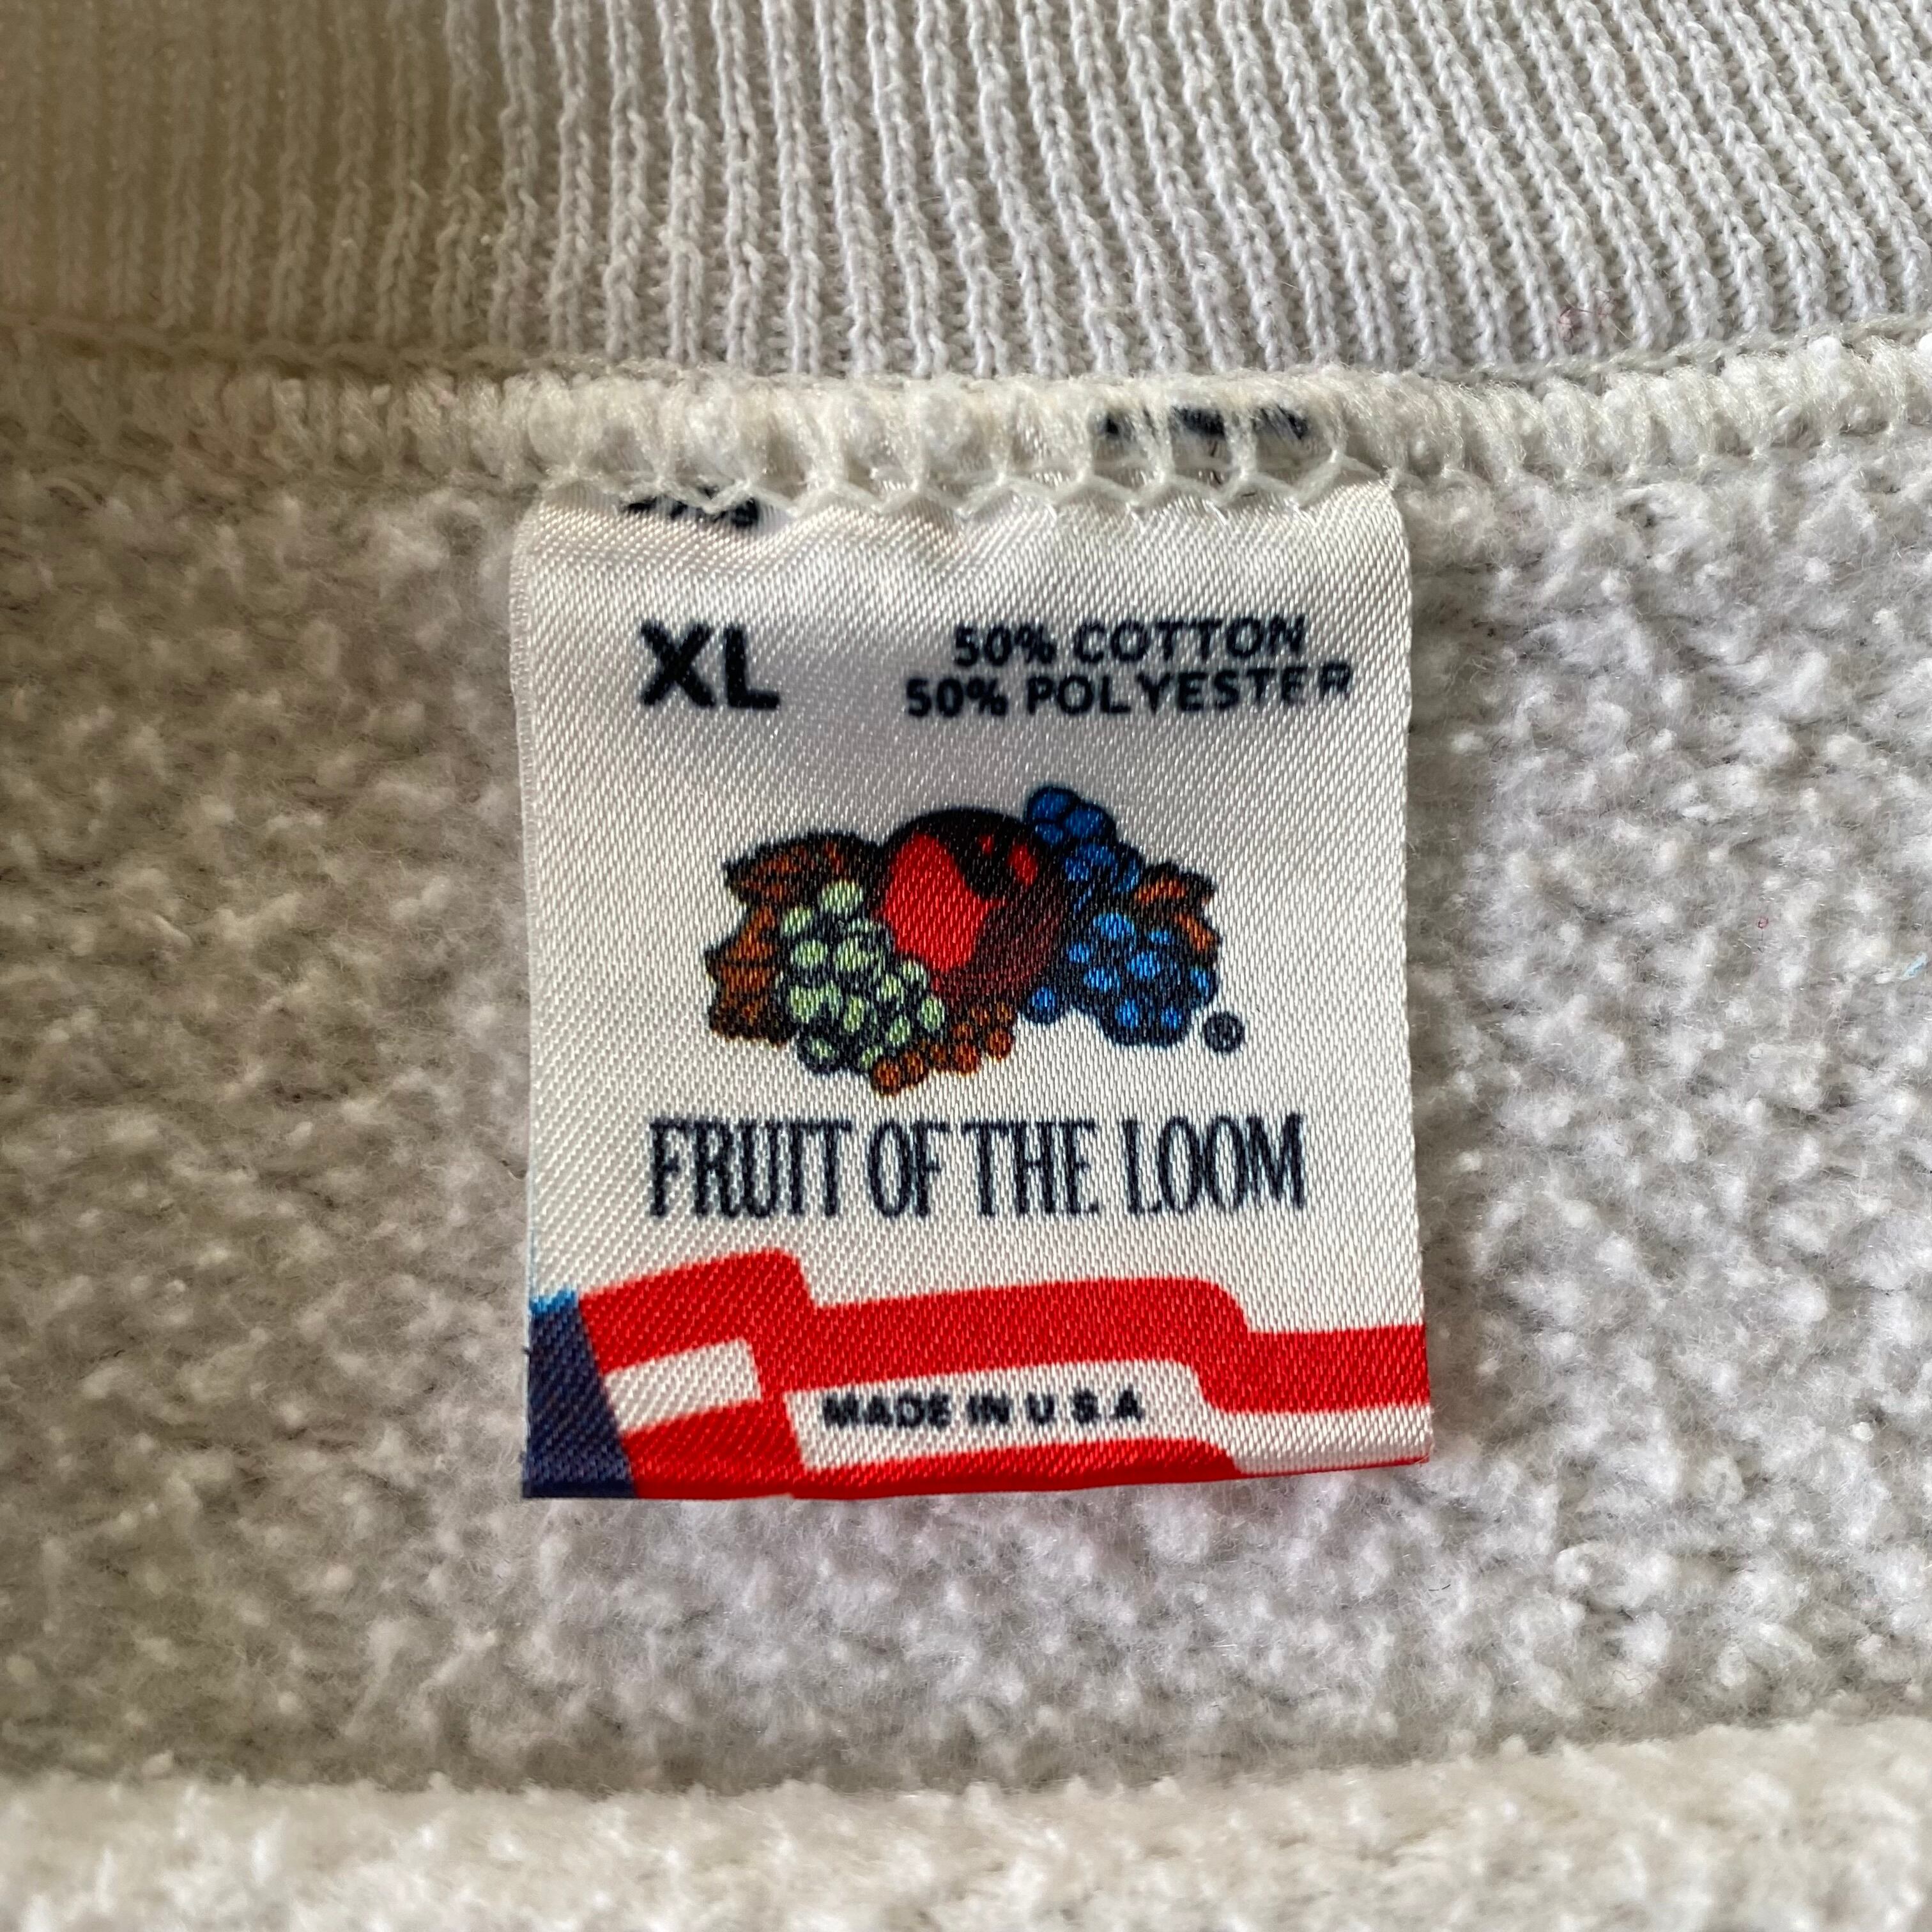 XL
50% COTTON
50% POLYESTER
®
FRUIT OF THE LOOM
MADE IN U S A